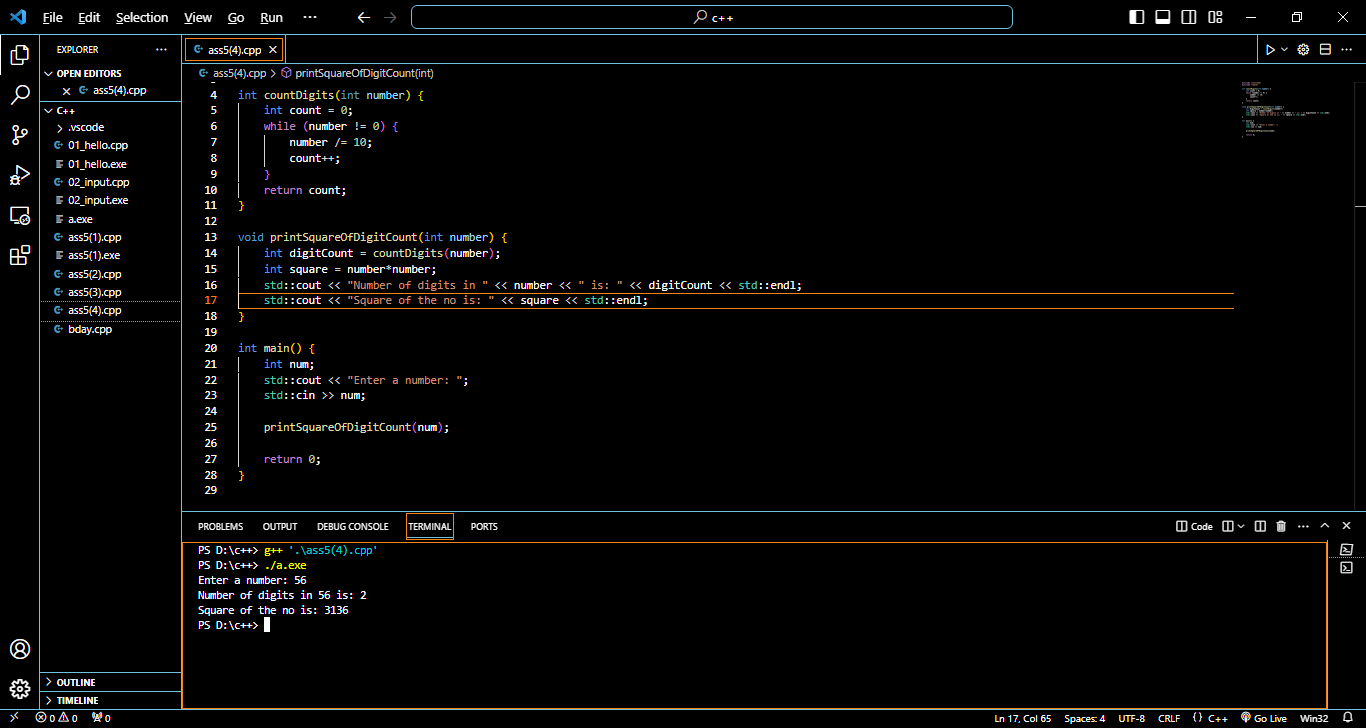 File Edit Selection View Go Run ··· c++
EXPLORER ···
OPEN EDITORS
ass5(4).cpp
C++
.vscode
01_hello.cpp
01_hello.exe
02_input.cpp
02_input.exe
a.exe
ass5(1).cpp
ass5(1).exe
ass5(2).cpp
ass5(3).cpp
ass5(4).cpp
bday.cpp
OUTLINE
TIMELINE
ass5(4).cpp
ass5(4).cpp > printSquareOfDigitCount(int)
4 int countDigits(int number) {
5     int count = 0;
6     while (number != 0) {
7         number /= 10;
8         count++;
9     }
10     return count;
11 }
12
13 void printSquareOfDigitCount(int number) {
14     int digitCount = countDigits(number);
15     int square = number*number;
16     std::cout << "Number of digits in " << number << " is: " << digitCount << std::endl;
17     std::cout << "Square of the no is: " << square << std::endl;
18 }
19
20 int main() {
21     int num;
22     std::cout << "Enter a number: ";
23     std::cin >> num;
24
25     printSquareOfDigitCount(num);
26
27     return 0;
28 }
29
PROBLEMS OUTPUT DEBUG CONSOLE TERMINAL PORTS Code
PS D:\c++> g++ '.\ass5(4).cpp'
PS D:\c++> ./a.exe
Enter a number: 56
Number of digits in 56 is: 2
Square of the no is: 3136
PS D:\c++>
0 0 0 Ln 17, Col 65 Spaces: 4 UTF-8 CRLF {} C++ Go Live Win32